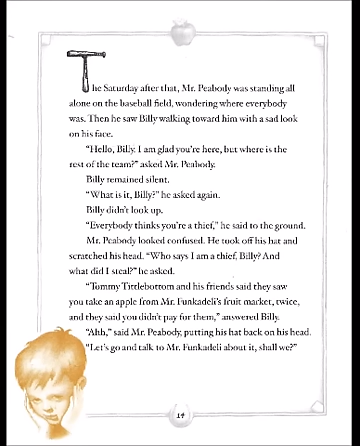 The Saturday after that, Mr. Peabody was standing all
alone on the baseball field, wondering where everybody
was. Then he saw Billy walking toward him with a sad look
on his face.
“Hello, Billy. I am glad you’re here, but where is the
rest of the team?” asked Mr. Peabody.
Billy remained silent.
“What is it, Billy?” he asked again.
Billy didn’t look up.
“Everybody thinks you’re a thief,” he said to the ground.
Mr. Peabody looked confused. He took off his hat and
scratched his head. “Who says I am a thief, Billy? And
what did I steal?” he asked.
“Tommy Tittlebottom and his friends said they saw
you take an apple from Mr. Funkadeli’s fruit market, twice,
and they said you didn’t pay for them,” answered Billy.
“Ahh,” said Mr. Peabody, putting his hat back on his head.
“Let’s go and talk to Mr. Funkadeli about it, shall we?”
14